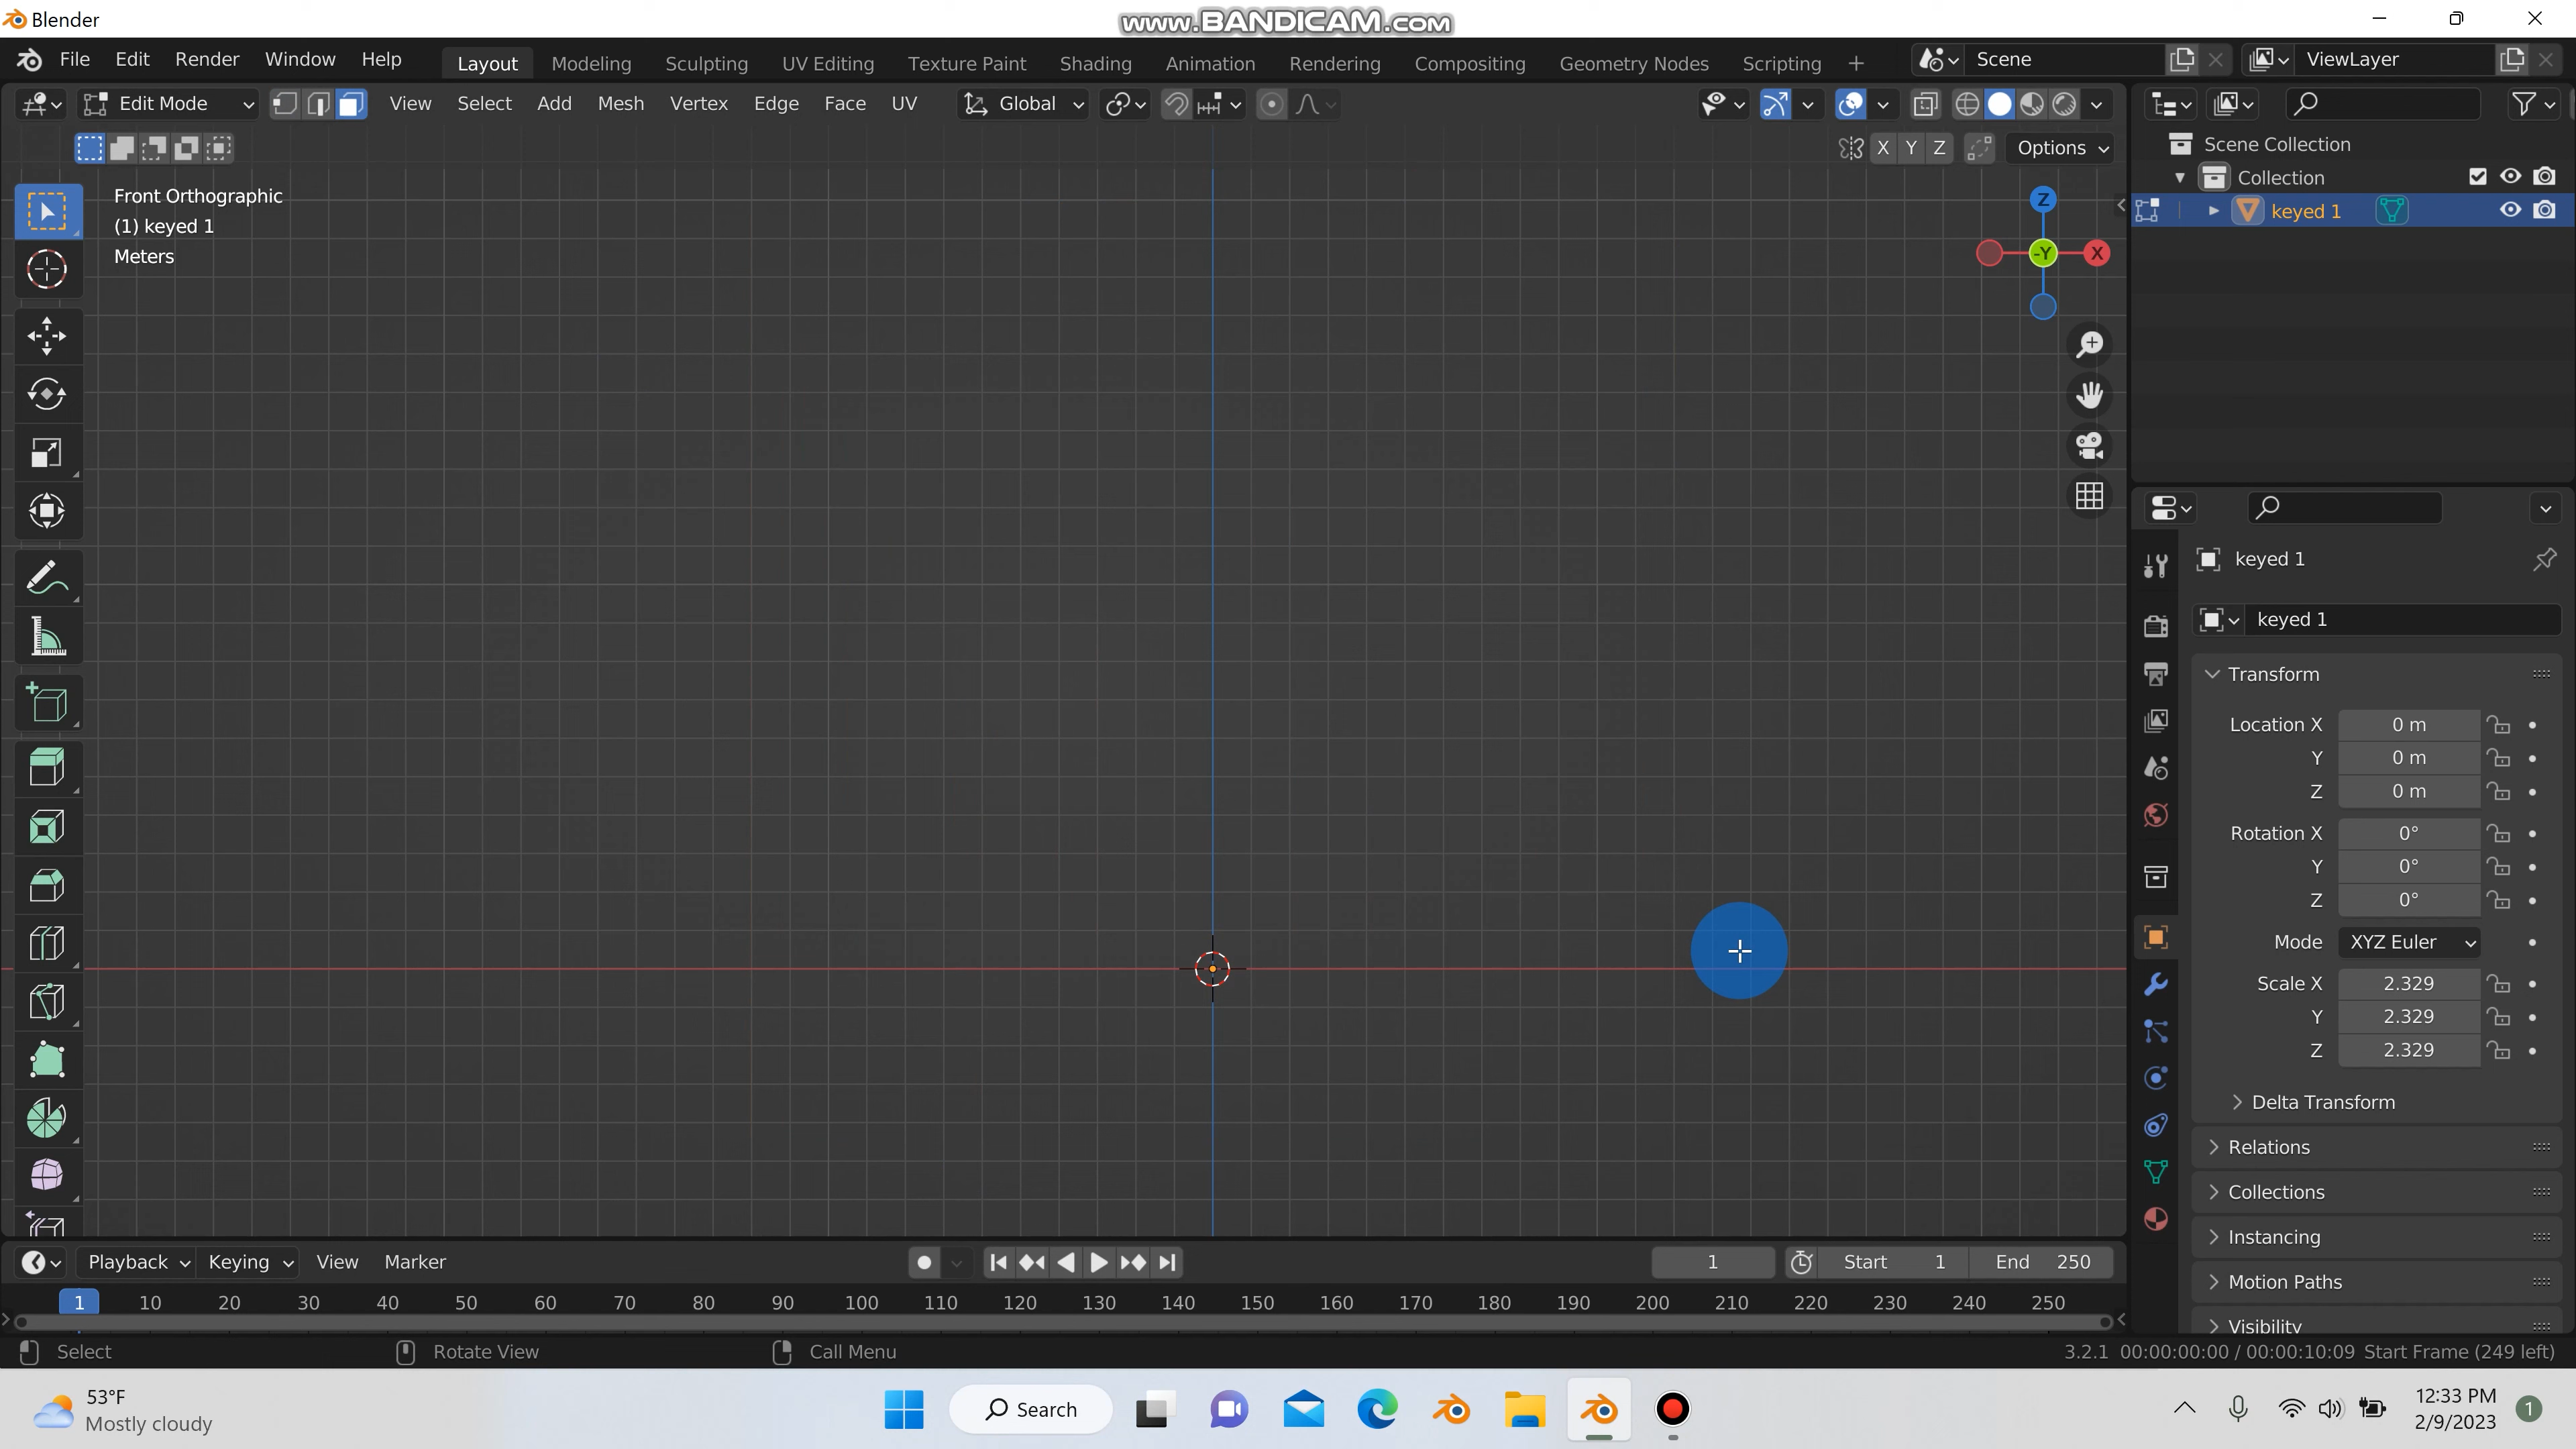 Blender
www.BANDICAM.com
File Edit Render Window Help
Layout Modeling Sculpting UV Editing Texture Paint Shading Animation Rendering Compositing Geometry Nodes Scripting +
Scene
ViewLayer
Edit Mode
View Select Add Mesh Vertex Edge Face UV
Global
X Y Z Options
Front Orthographic
(1) keyed 1
Meters
Z
-Y
X
Scene Collection
Collection
keyed 1
keyed 1
keyed 1
Transform
Location X 0 m
Y 0 m
Z 0 m
Rotation X 0°
Y 0°
Z 0°
Mode XYZ Euler
Scale X 2.329
Y 2.329
Z 2.329
Delta Transform
Relations
Collections
Instancing
Motion Paths
Visibility
Playback Keying View Marker
1
Start 1
End 250
1 10 20 30 40 50 60 70 80 90 100 110 120 130 140 150 160 170 180 190 200 210 220 230 240 250
Select
Rotate View
Call Menu
3.2.1 00:00:00:00 / 00:00:10:09 Start Frame (249 left)
53°F
Mostly cloudy
Search
12:33 PM
2/9/2023
1